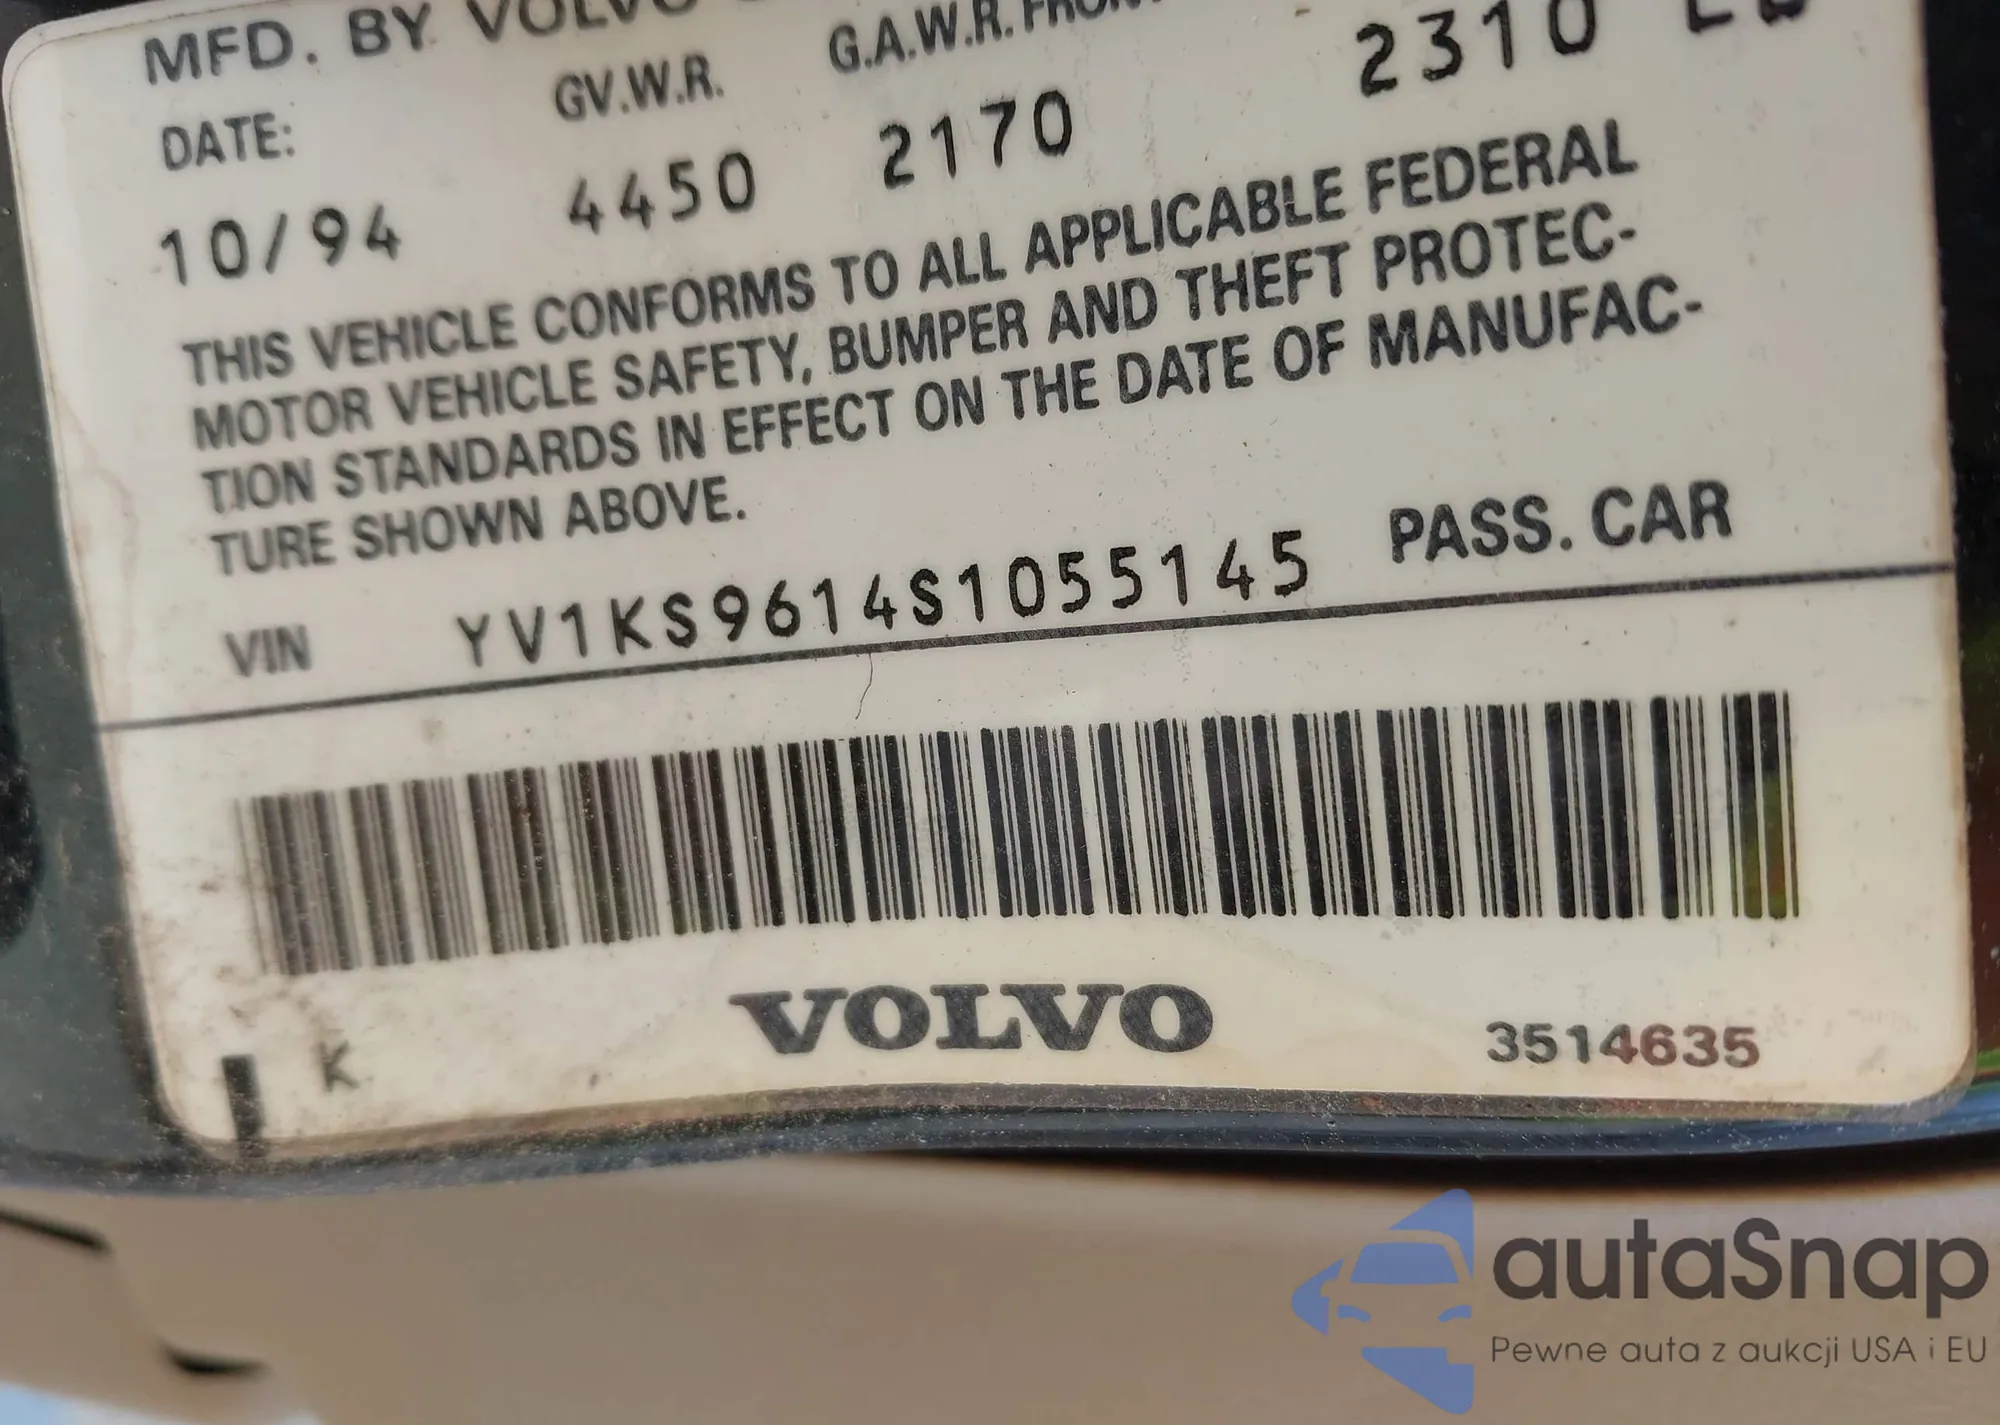 MFD. BY VOLVO
DATE: GV.W.R. G.A.W.R. FRONT
10/94 4450 2170 2310 LB
THIS VEHICLE CONFORMS TO ALL APPLICABLE FEDERAL
MOTOR VEHICLE SAFETY, BUMPER AND THEFT PROTEC-
TION STANDARDS IN EFFECT ON THE DATE OF MANUFAC-
TURE SHOWN ABOVE.
VIN YV1KS9614S1055145 PASS. CAR
VOLVO
K
3514635
autaSnap
Pewne auta z aukcji USA i EU